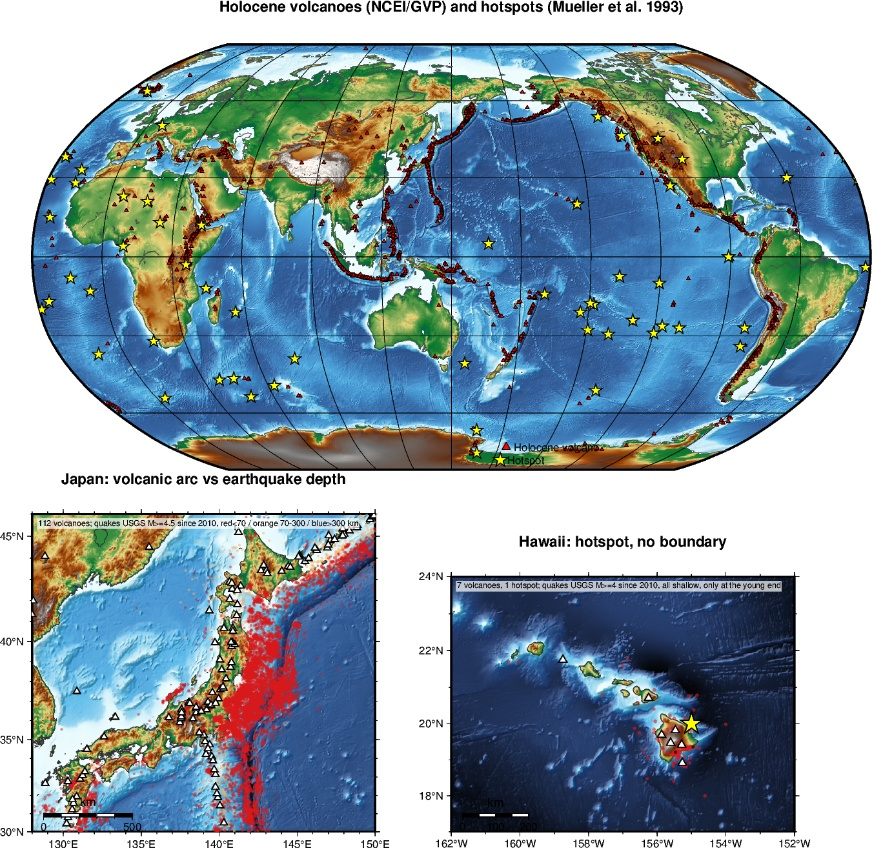 Holocene volcanoes (NCEI/GVP) and hotspots (Mueller et al. 1993)
Holocene volcano
Hotspot
Japan: volcanic arc vs earthquake depth
112 volcanoes; quakes USGS M>=4.5 since 2010, red<70 / orange 70-300 / blue>300 km
45°N
40°N
35°N
30°N
km
0 500
130°E 135°E 140°E 145°E 150°E
Hawaii: hotspot, no boundary
7 volcanoes, 1 hotspot; quakes USGS M>=4 since 2010, all shallow, only at the young end
24°N
22°N
20°N
18°N
km
162°W 160°W 158°W 156°W 154°W 152°W